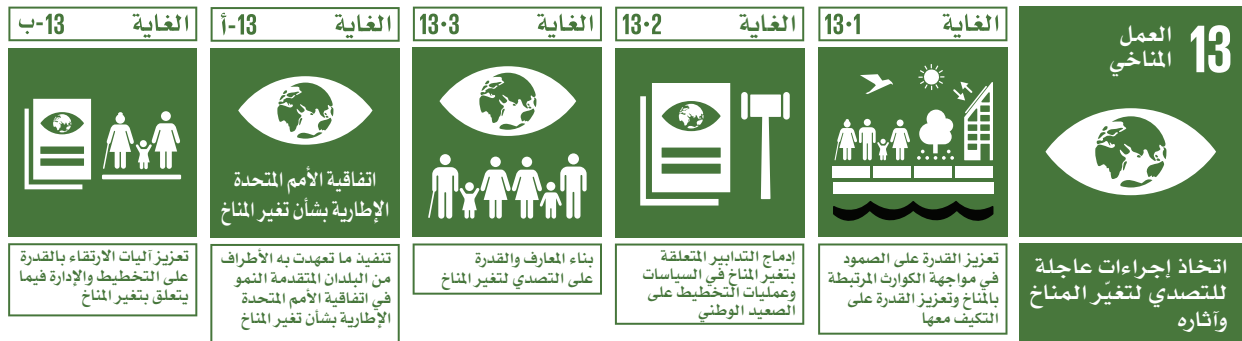 13
العمل
المناخي
اتخاذ إجراءات عاجلة
للتصدي لتغيّر المناخ
وآثاره
الغاية 13.1
تعزيز القدرة على الصمود
في مواجهة الكوارث المرتبطة
بالمناخ وتعزيز القدرة على
التكيف معها
الغاية 13.2
إدماج التدابير المتعلقة
بتغير المناخ في السياسات
وعمليات التخطيط على
الصعيد الوطني
الغاية 13.3
بناء المعارف والقدرة
على التصدي لتغير المناخ
الغاية 13-أ
اتفاقية الأمم المتحدة
الإطارية بشأن تغير المناخ
تنفيذ ما تعهدت به الأطراف
من البلدان المتقدمة النمو
في اتفاقية الأمم المتحدة
الإطارية بشأن تغير المناخ
الغاية 13-ب
تعزيز آليات الارتقاء بالقدرة
على التخطيط والإدارة فيما
يتعلق بتغير المناخ